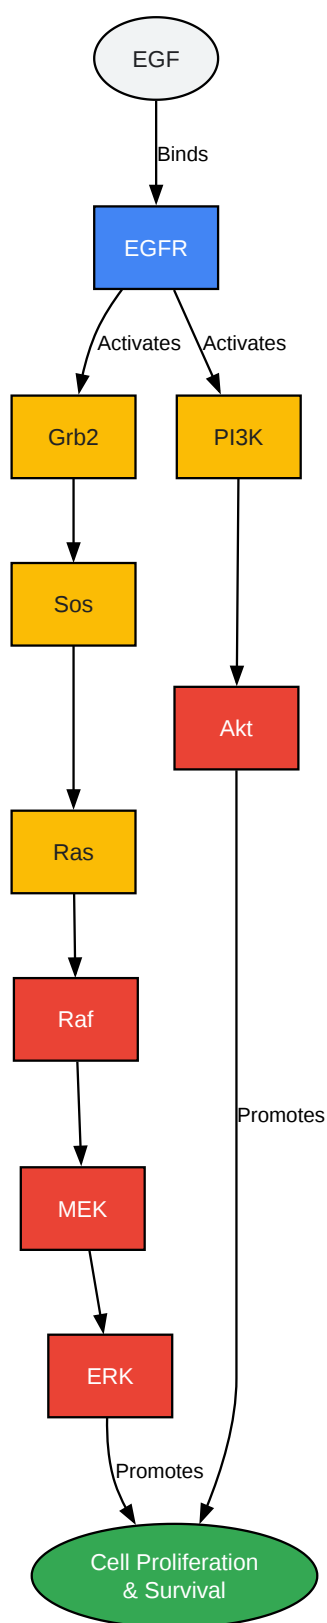 EGF
Binds
EGFR
Activates
Activates
Grb2
PI3K
Sos
Akt
Ras
Raf
Promotes
MEK
ERK
Promotes
Cell Proliferation
& Survival